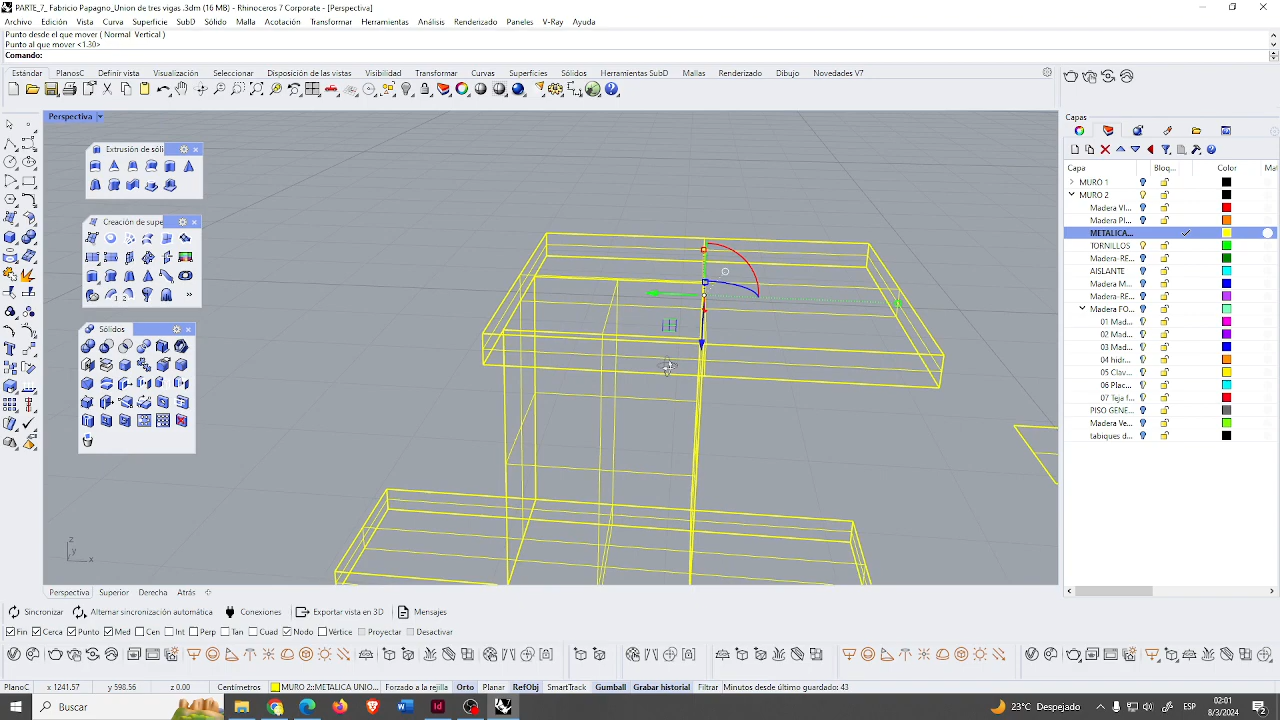 PARTE_7_ Fabricio Papagno_Union de tres vigas .3dm (16 MB) - Rhinoceros 7 Corporate - [Perspectiva]
Archivo Edición Vista Curva Superficie SubD Sólido Malla Acotación Transformar Herramientas Análisis Renderizado Paneles V-Ray Ayuda
Punto desde el que mover ( Normal Vertical )
Punto al que mover <1.30>
Comando:
Estándar PlanosC Definir vista Visualización Seleccionar Disposición de las vistas Visibilidad Transformar Curvas Superficies Sólidos Herramientas SubD Mallas Renderizado Dibujo Novedades V7
Perspectiva
Capas
Extrusión de sóli
Creación de supe
Sólidos
Capa Bloq... Color Mat
MURO 1
MURO 2
Madera VI...
Madera PI...
METALICA...
TORNILLOS
Madera-RE...
AISLANTE
Madera-M...
Madera-RE...
Madera FO...
01 Mad...
02 Mad...
03 Mad...
04 hidr...
05 Clav...
06 Plac...
07 Teja f...
PISO GENE...
Madera Ve...
tabiques d...
z
y
x
Perspectiva Superior Derecha Atrás
Sincronizar Alternar sincronización automática Conexiones Exportar vista en 3D Mensajes
Fin Cerca Punto Med Cen Int Perp Tan Cuad Nodo Vértice Proyectar Desactivar
PlanoC x 1241.57 y 598.56 z 0.00 Centímetros MURO 2::METALICA UNIO... Forzado a la rejilla Orto Planar RefObj SmartTrack Gumball Grabar historial Filtrar Minutos desde último guardado: 43
Buscar
23°C Despejado
ESP
02:01
8/3/2024